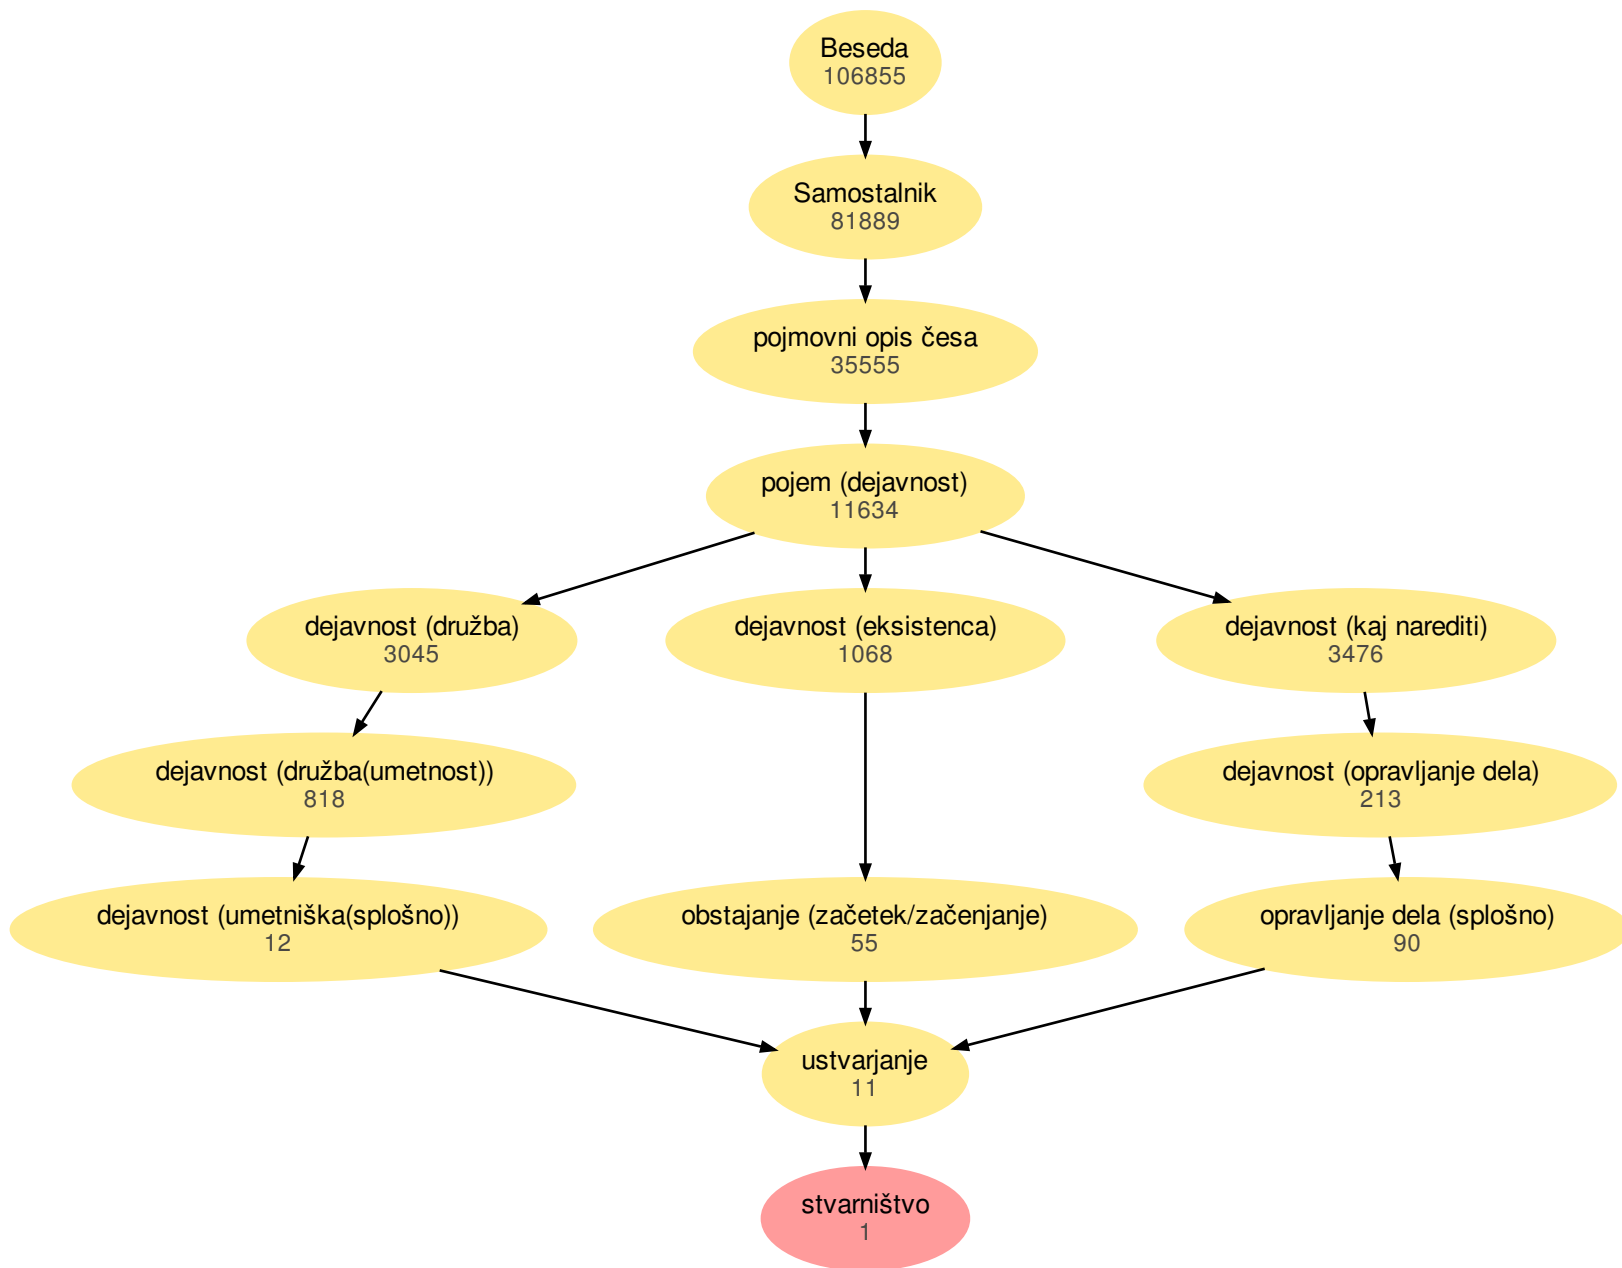 Beseda
106855
Samostalnik
81889
pojmovni opis česa
35555
pojem (dejavnost)
11634
dejavnost (družba)
3045
dejavnost (eksistenca)
1068
dejavnost (kaj narediti)
3476
dejavnost (družba(umetnost))
818
dejavnost (opravljanje dela)
213
dejavnost (umetniška(splošno))
12
obstajanje (začetek/začenjanje)
55
opravljanje dela (splošno)
90
ustvarjanje
11
stvarništvo
1